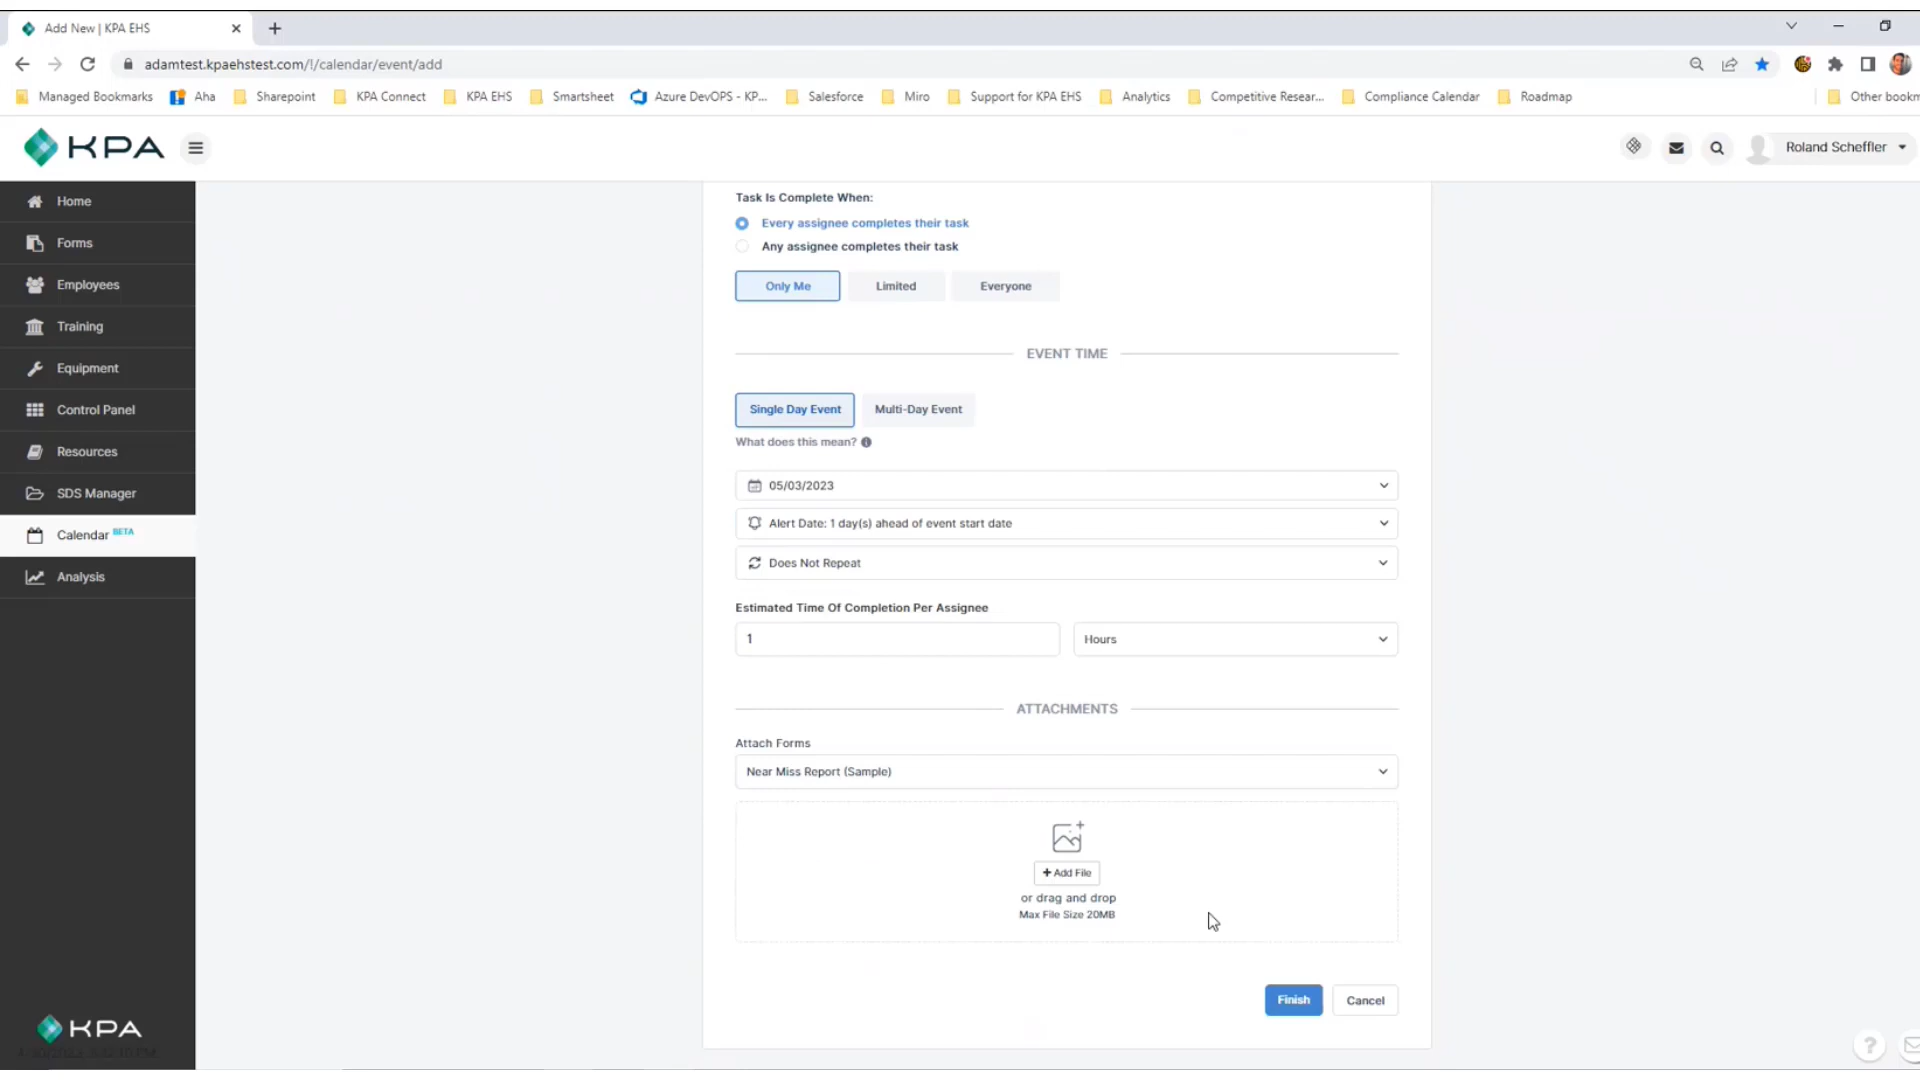 Add New | KPA EHS
adamtest.kpaehstest.com/!/calendar/event/add
Managed Bookmarks Aha Sharepoint KPA Connect KPA EHS Smartsheet Azure DevOPS - KP... Salesforce Miro Support for KPA EHS Analytics Competitive Resear... Compliance Calendar Roadmap Other bookm
KPA
Roland Scheffler
Home
Forms
Employees
Training
Equipment
Control Panel
Resources
SDS Manager
Calendar BETA
Analysis
KPA
Task Is Complete When:
Every assignee completes their task
Any assignee completes their task
Only Me Limited Everyone
EVENT TIME
Single Day Event Multi-Day Event
What does this mean?
05/03/2023
Alert Date: 1 day(s) ahead of event start date
Does Not Repeat
Estimated Time Of Completion Per Assignee
1 Hours
ATTACHMENTS
Attach Forms
Near Miss Report (Sample)
+ Add File
or drag and drop
Max File Size 20MB
Finish Cancel
?